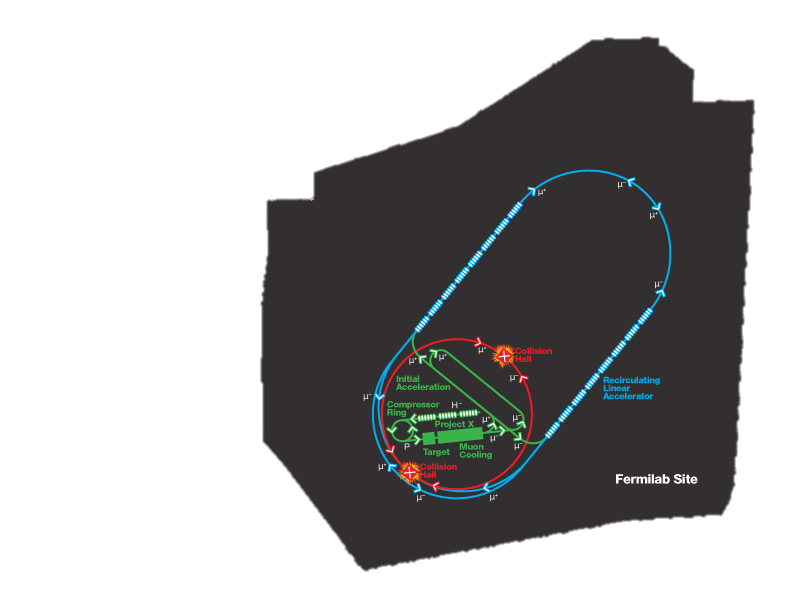 μ⁺
μ⁻
μ⁺
μ⁻
μ⁺
μ⁺
μ⁺
Collision
Hall
μ⁻
Initial
Acceleration
Recirculating
Linear
Accelerator
μ⁻
Compressor
Ring
H⁻
μ⁺
μ⁻
Project X
P
μ⁻
μ⁻
Target
Muon
Cooling
μ⁺
Collision
Hall
Fermilab Site
μ⁻
μ⁺